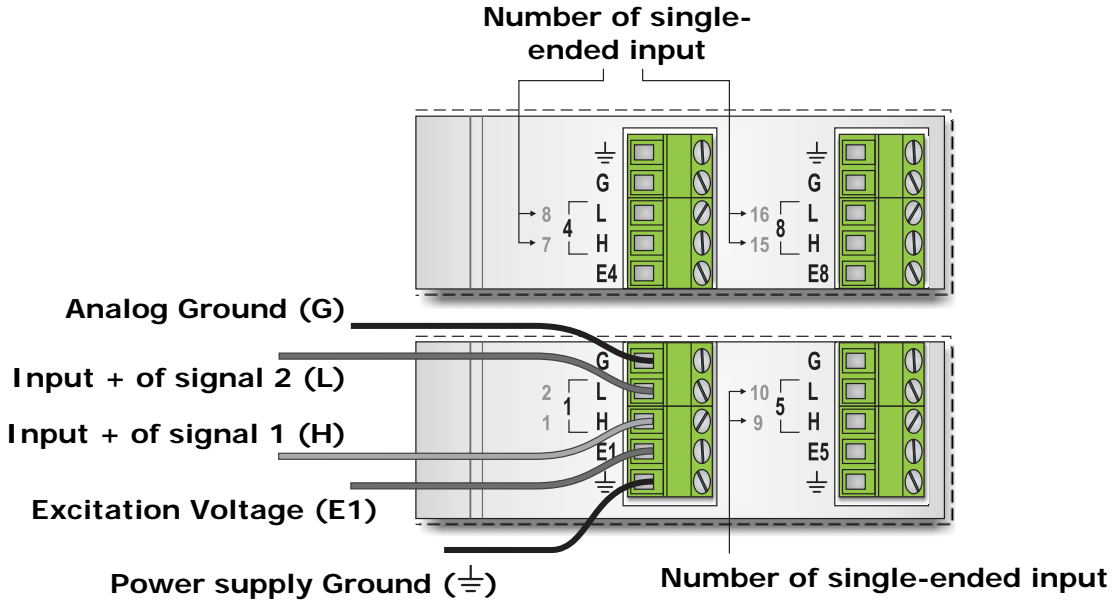 Number of single-
ended input
⏚
G
8 L
4
7 H
E4
⏚
G
16 L
8
15 H
E8
Analog Ground (G)
Input + of signal 2 (L)
Input + of signal 1 (H)
Excitation Voltage (E1)
Power supply Ground (⏚)
G
2 L
1
1 H
E1
⏚
G
10 L
5
9 H
E5
⏚
Number of single-ended input